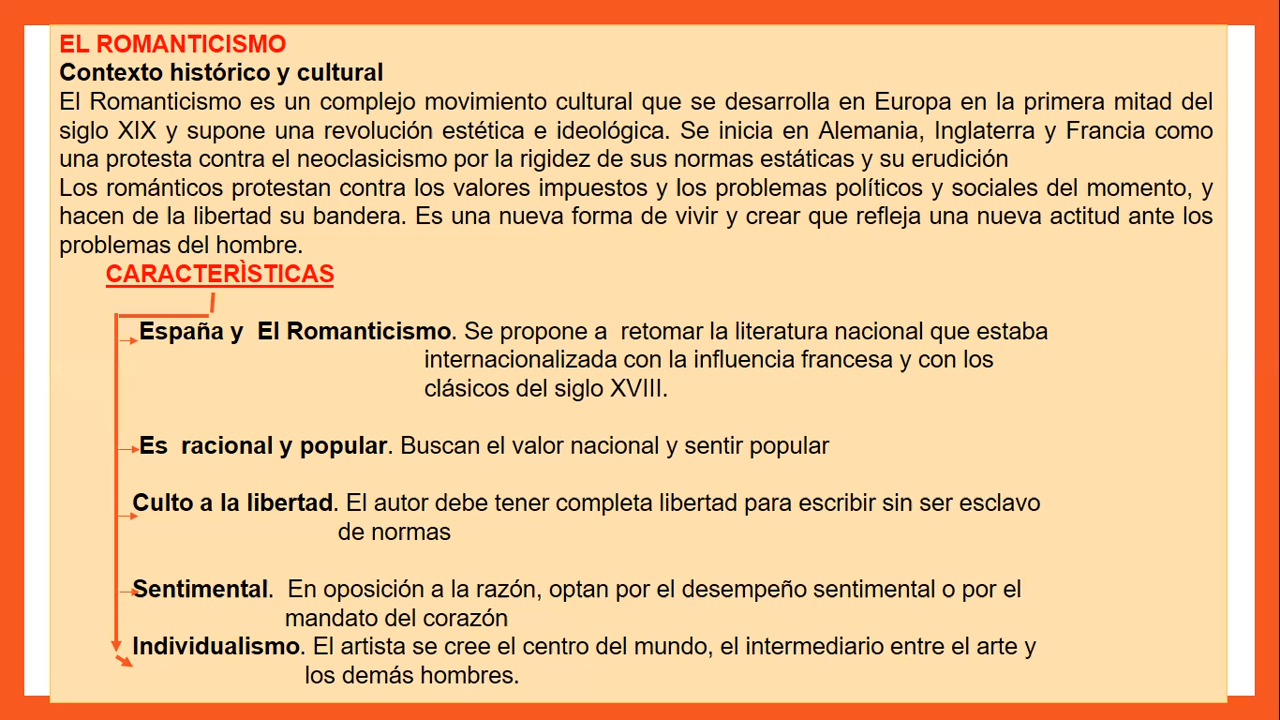 EL ROMANTICISMO
Contexto histórico y cultural
El Romanticismo es un complejo movimiento cultural que se desarrolla en Europa en la primera mitad del
siglo XIX y supone una revolución estética e ideológica. Se inicia en Alemania, Inglaterra y Francia como
una protesta contra el neoclasicismo por la rigidez de sus normas estáticas y su erudición
Los románticos protestan contra los valores impuestos y los problemas políticos y sociales del momento, y
hacen de la libertad su bandera. Es una nueva forma de vivir y crear que refleja una nueva actitud ante los
problemas del hombre.
CARACTERÌSTICAS
España y El Romanticismo. Se propone a retomar la literatura nacional que estaba
internacionalizada con la influencia francesa y con los
clásicos del siglo XVIII.
Es racional y popular. Buscan el valor nacional y sentir popular
Culto a la libertad. El autor debe tener completa libertad para escribir sin ser esclavo
de normas
Sentimental. En oposición a la razón, optan por el desempeño sentimental o por el
mandato del corazón
Individualismo. El artista se cree el centro del mundo, el intermediario entre el arte y
los demás hombres.